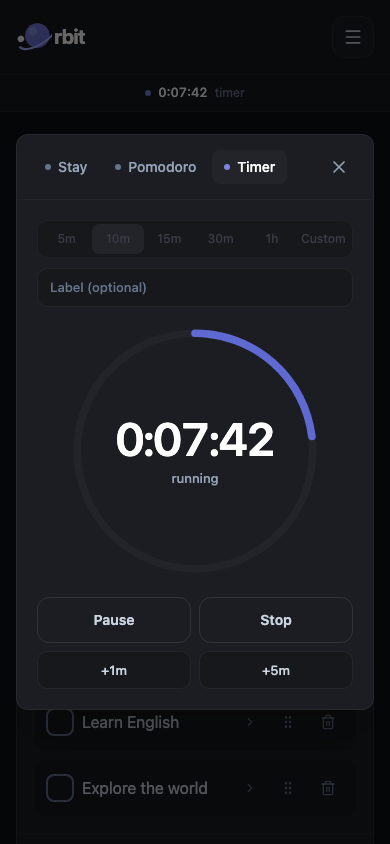 rbit
0:07:42 timer
Stay Pomodoro Timer
5m 10m 15m 30m 1h Custom
Label (optional)
0:07:42
running
Pause Stop
+1m +5m
Learn English
Explore the world